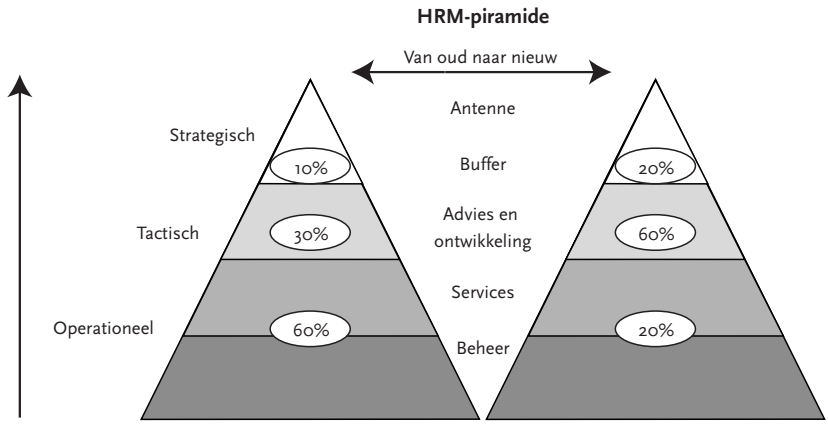 HRM-piramide
Van oud naar nieuw
Antenne
Strategisch
10%
Buffer
20%
Tactisch
30%
Advies en
ontwikkeling
60%
Services
Operationeel
60%
20%
Beheer